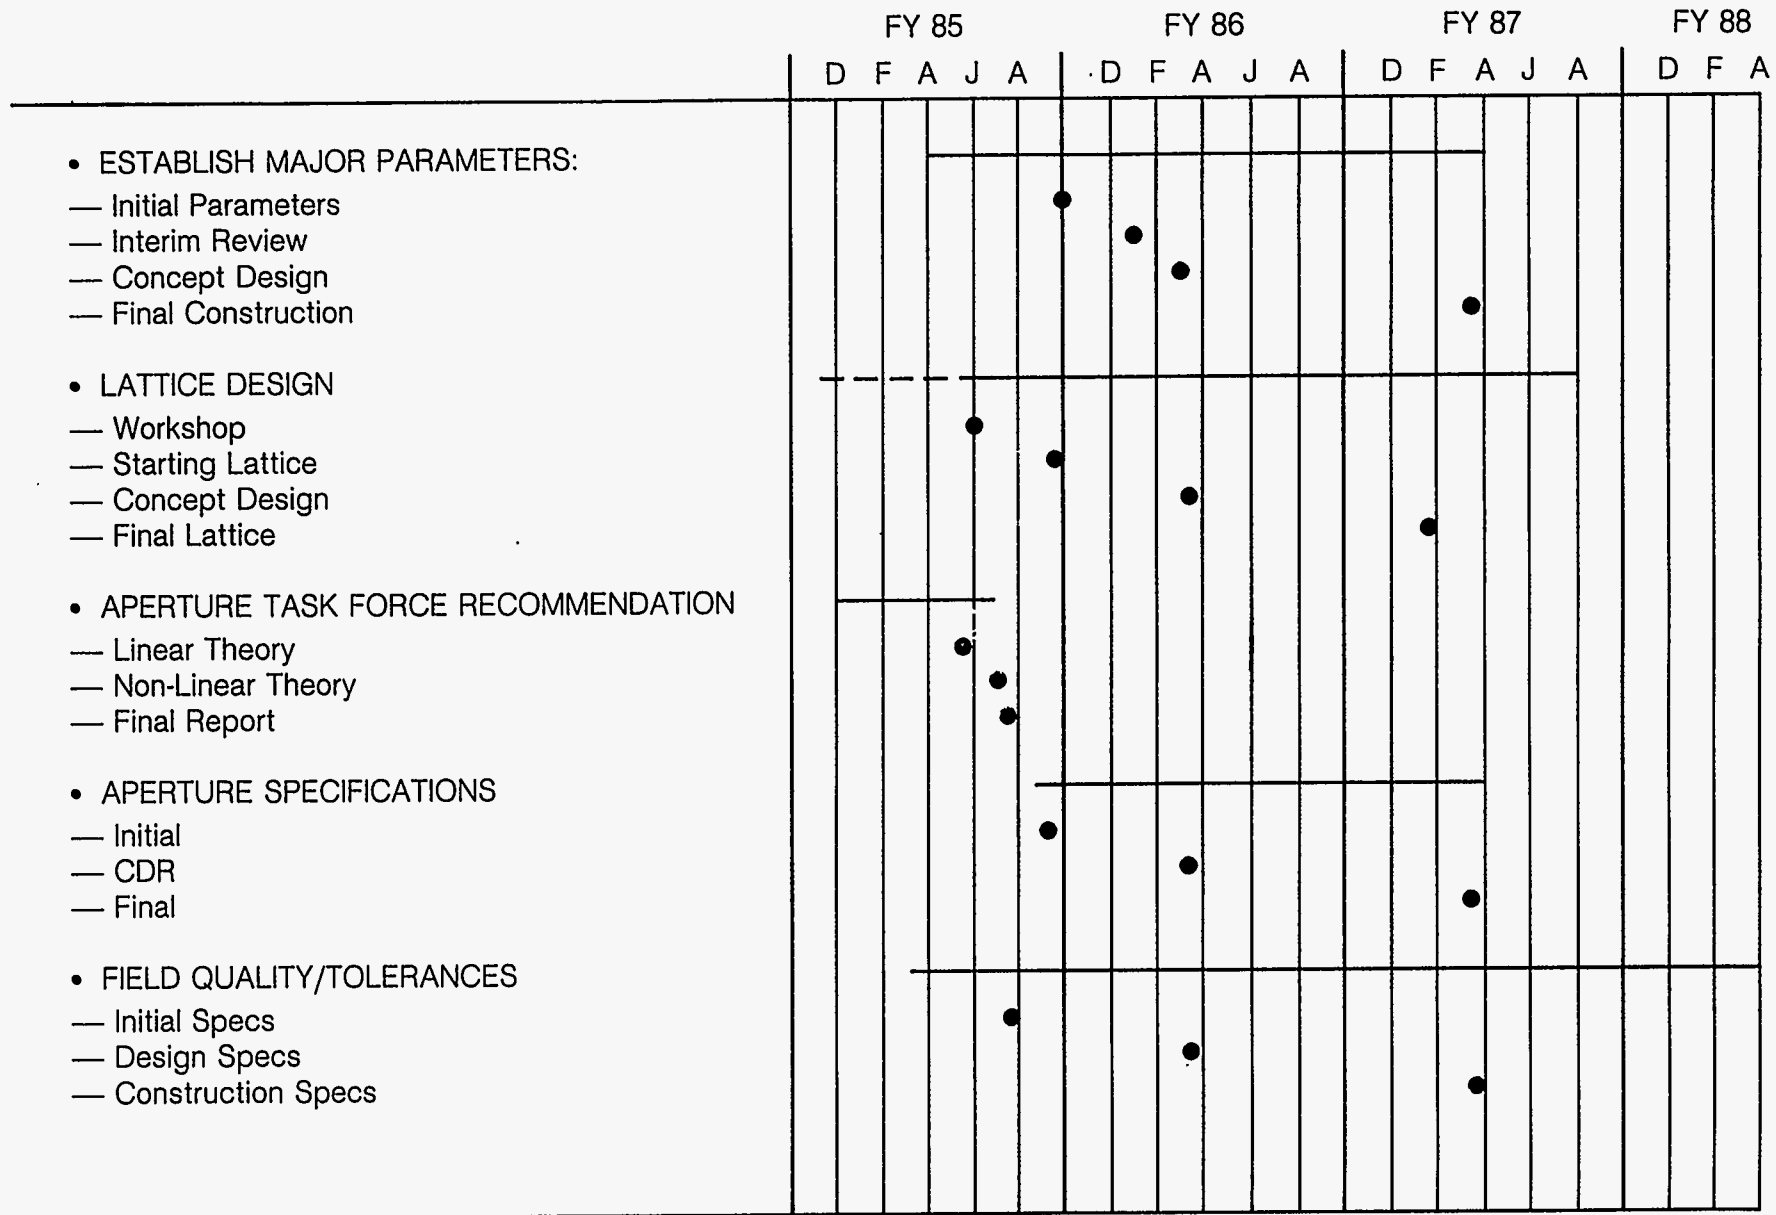 FY 85 FY 86 FY 87 FY 88
D F A J A D F A J A D F A J A D F A
• ESTABLISH MAJOR PARAMETERS:
— Initial Parameters
— Interim Review
— Concept Design
— Final Construction
• LATTICE DESIGN
— Workshop
— Starting Lattice
— Concept Design
— Final Lattice
• APERTURE TASK FORCE RECOMMENDATION
— Linear Theory
— Non-Linear Theory
— Final Report
• APERTURE SPECIFICATIONS
— Initial
— CDR
— Final
• FIELD QUALITY/TOLERANCES
— Initial Specs
— Design Specs
— Construction Specs